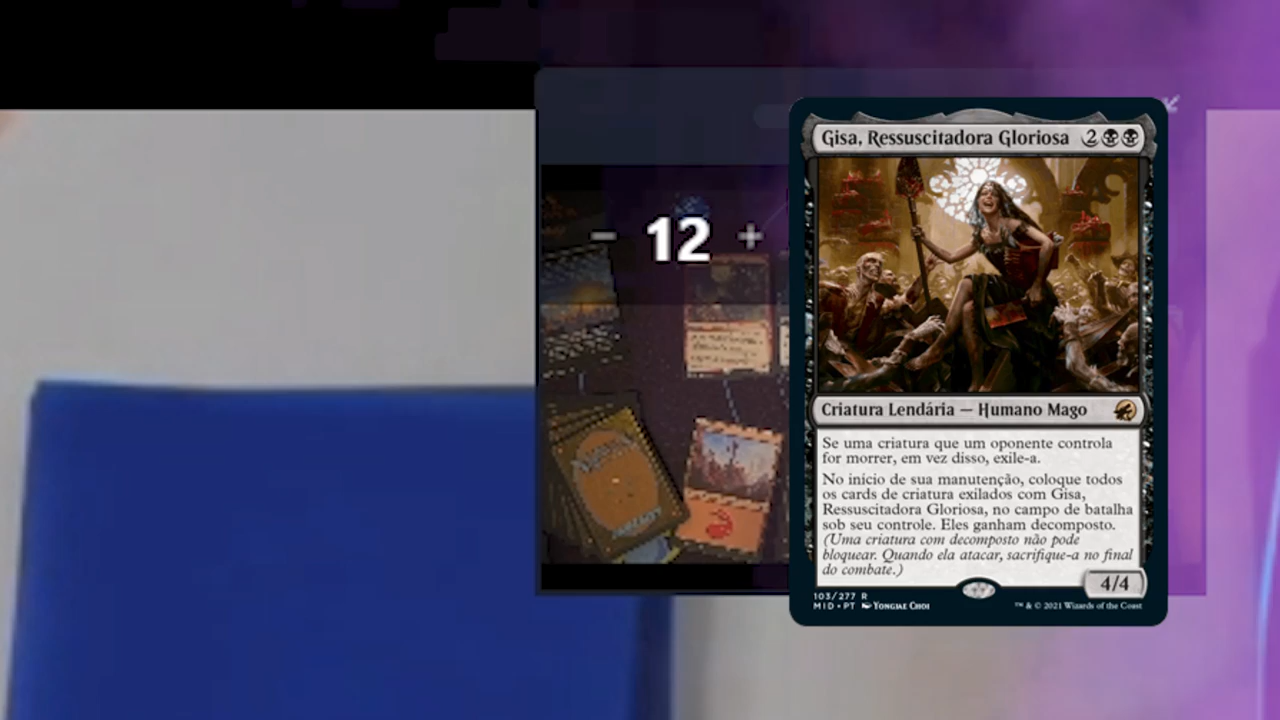 Gisa, Ressuscitadora Gloriosa 2
− 12 +
Criatura Lendária — Humano Mago
Se uma criatura que um oponente controla
for morrer, em vez disso, exile-a.
No início de sua manutenção, coloque todos
os cards de criatura exilados com Gisa,
Ressuscitadora Gloriosa, no campo de batalha
sob seu controle. Eles ganham decomposto.
(Uma criatura com decomposto não pode
bloquear. Quando ela atacar, sacrifique-a no final
do combate.)
4/4
103/277 R
MID • PT Yongjae Choi
™ & © 2021 Wizards of the Coast